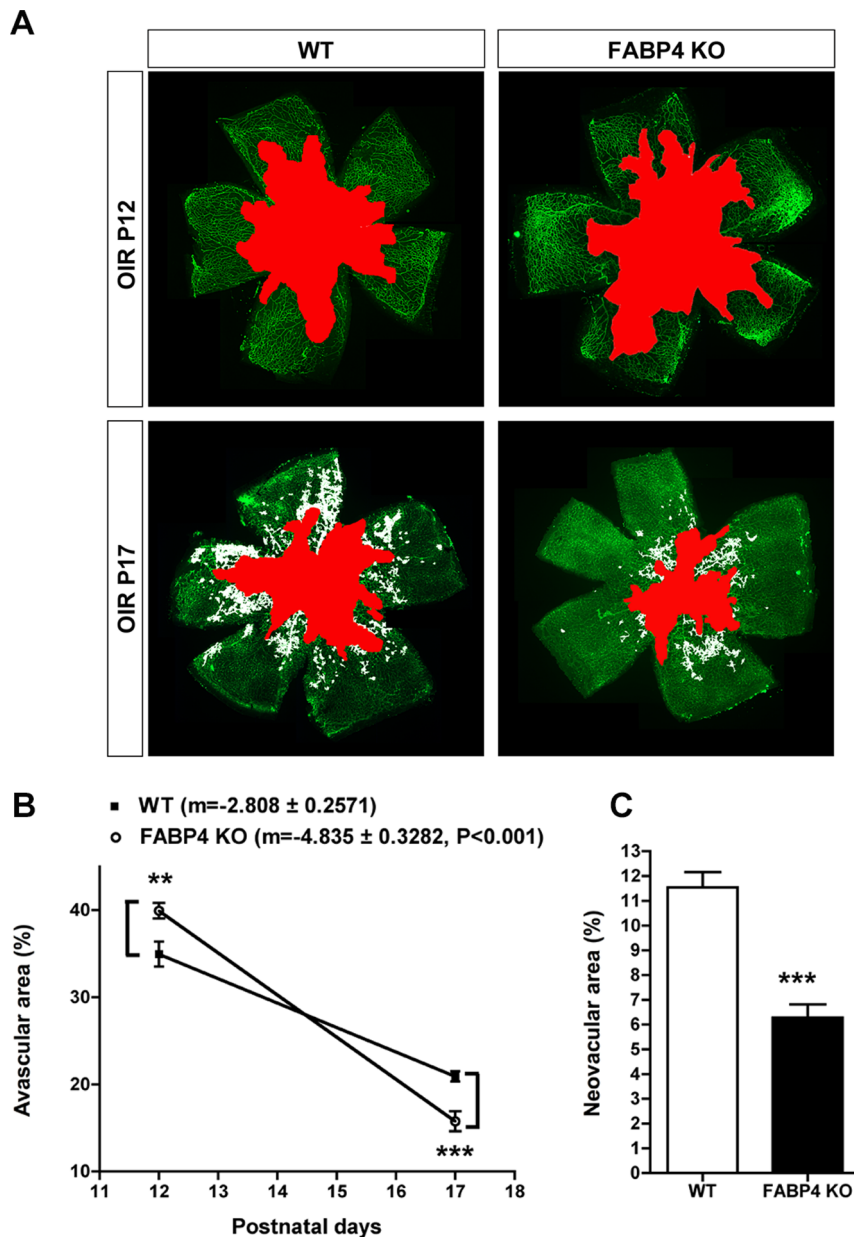 A
WT
FABP4 KO
OIR P12
OIR P17
B
WT (m=-2.808 ± 0.2571)
FABP4 KO (m=-4.835 ± 0.3282, P<0.001)
**
40
30
20
10
Avascular area (%)
***
11 12 13 14 15 16 17 18
Postnatal days
C
13
12
11
10
9
8
7
6
5
4
3
2
1
0
Neovacular area (%)
***
WT FABP4 KO